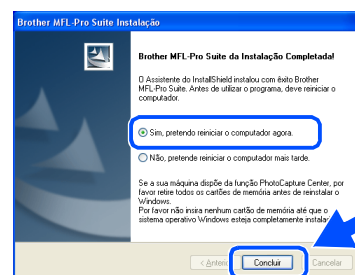 Brother MFL-Pro Suite Instalação
Brother MFL-Pro Suite da Instalação Completada!
O Assistente do InstallShield instalou com êxito Brother
MFL-Pro Suite. Antes de utilizar o programa, deve reiniciar o
computador.
Sim, pretendo reiniciar o computador agora.
Não, pretende reiniciar o computador mais tarde.
Se a sua máquina dispõe da função PhotoCapture Center, por
favor retire todos os cartões de memória antes de reinstalar o
Windows.
Por favor não insira nenhum cartão de memória até que o
sistema operativo Windows esteja completamente
< Anterior Concluir Cancelar